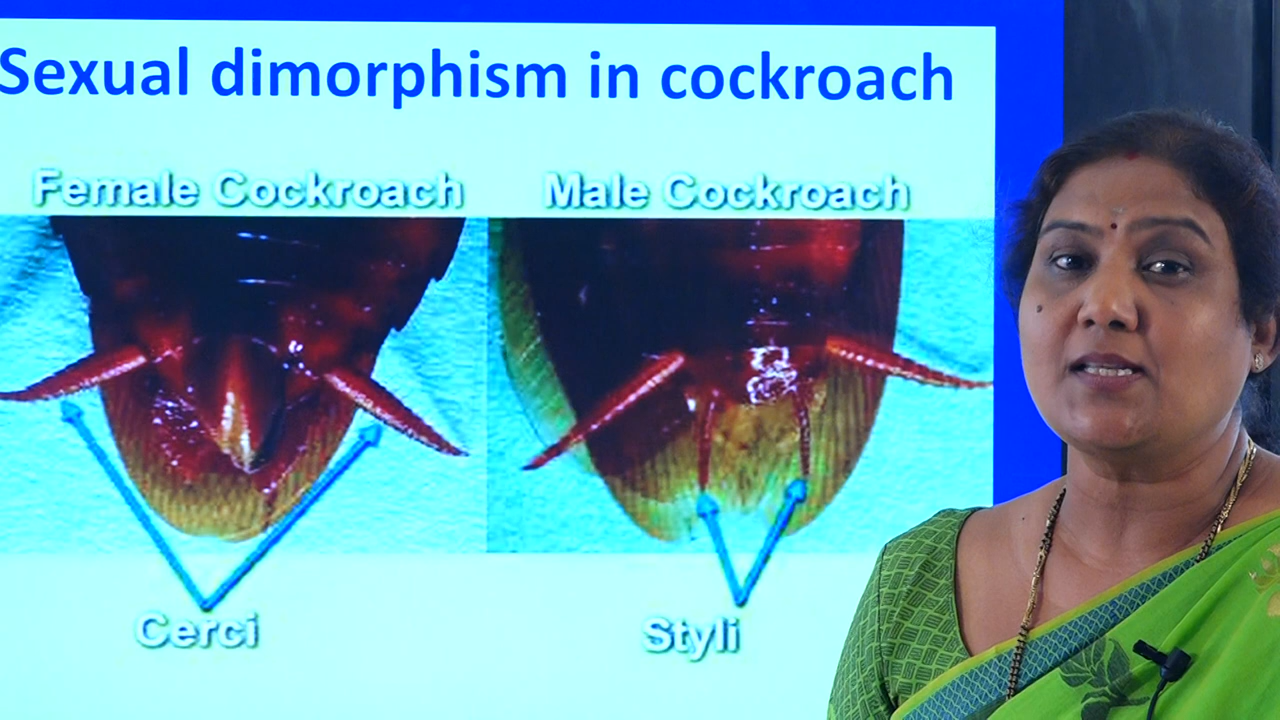 Sexual dimorphism in cockroach
Female Cockroach
Male Cockroach
Cerci
Styli